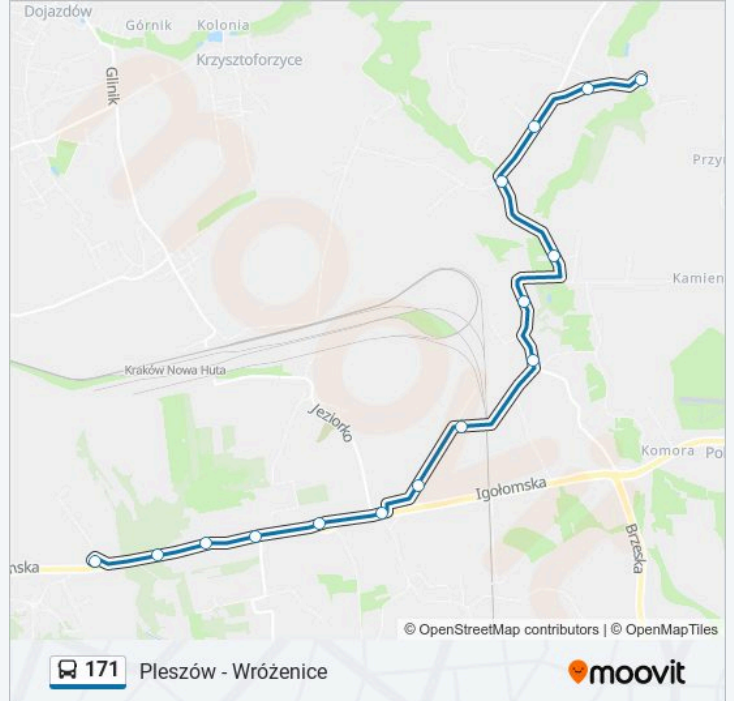 Dojazdów
Górnik Kolonia
Krzysztoforzyce
Glinik
Przy
Kamien
Kraków Nowa Huta
Jeziorko
Komora Po
Igołomska
Brzeska
nska
moovit
© OpenStreetMap contributors | © OpenMapTiles
171 Pleszów - Wróżenice
moovit